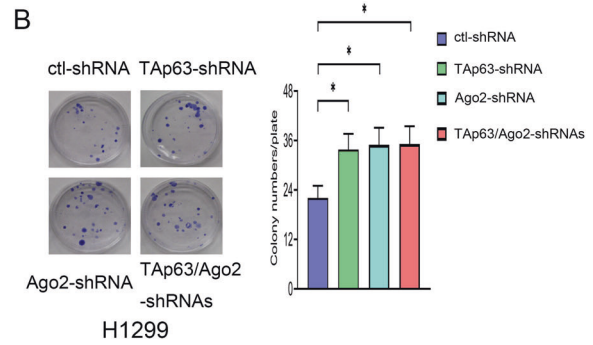 B
ctl-shRNA TAp63-shRNA
Ago2-shRNA
TAp63/Ago2
-shRNAs
H1299
*
*
*
Colony numbers/plate
48
36
24
12
0
ctl-shRNA
TAp63-shRNA
Ago2-shRNA
TAp63/Ago2-shRNAs